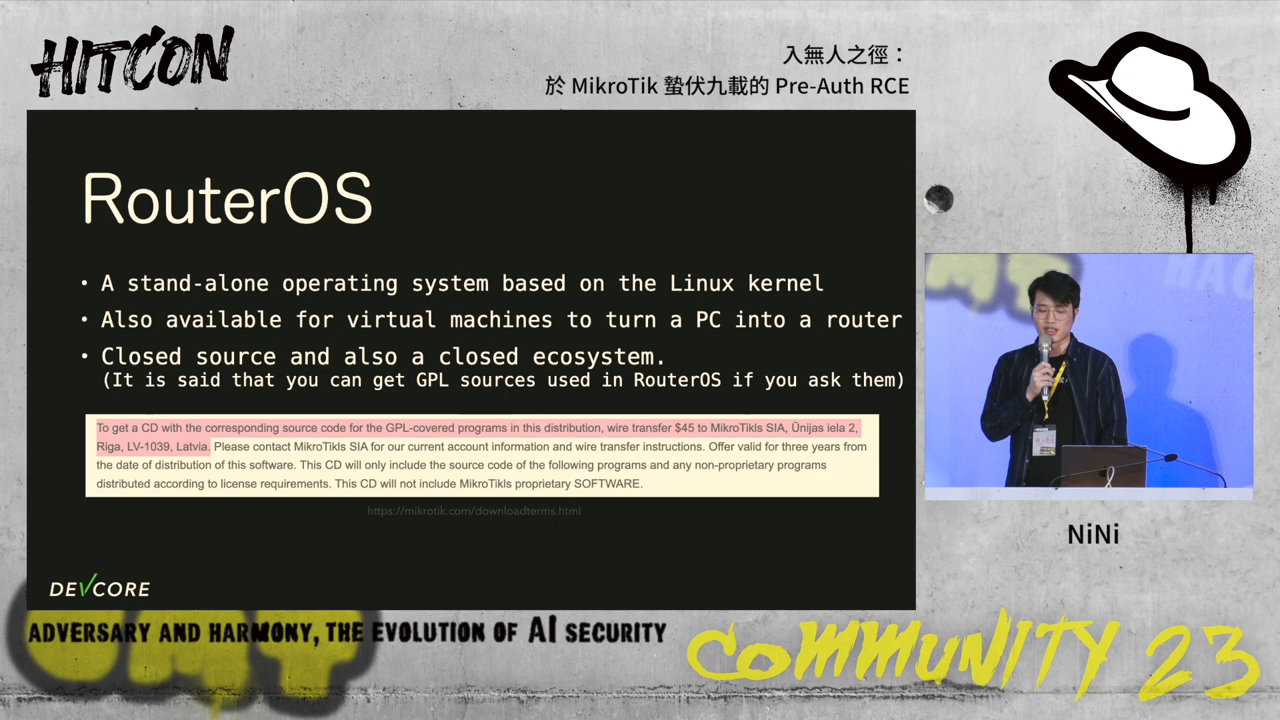 HITCON
入無人之徑：
於 MikroTik 蟄伏九載的 Pre-Auth RCE
RouterOS
• A stand-alone operating system based on the Linux kernel
• Also available for virtual machines to turn a PC into a router
• Closed source and also a closed ecosystem.
(It is said that you can get GPL sources used in RouterOS if you ask them)
To get a CD with the corresponding source code for the GPL-covered programs in this distribution, wire transfer $45 to MikroTikls SIA, Ūnijas iela 2,
Riga, LV-1039, Latvia. Please contact MikroTikls SIA for our current account information and wire transfer instructions. Offer valid for three years from
the date of distribution of this software. This CD will only include the source code of the following programs and any non-proprietary programs
distributed according to license requirements. This CD will not include MikroTikls proprietary SOFTWARE.
https://mikrotik.com/downloadterms.html
DEVCORE
NiNi
ADVERSARY AND HARMONY, THE EVOLUTION OF AI SECURITY
COMMUNITY 23